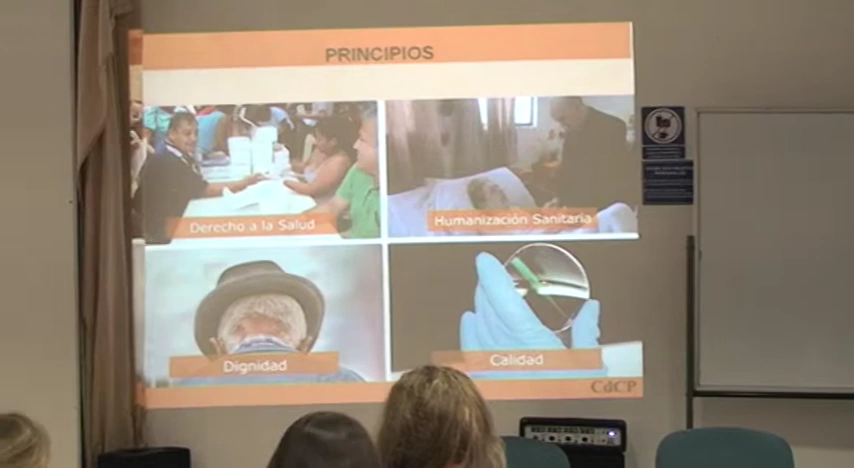 PRINCIPIOS
Derecho a la Salud
Humanización Sanitaria
Dignidad
Calidad
CdCP